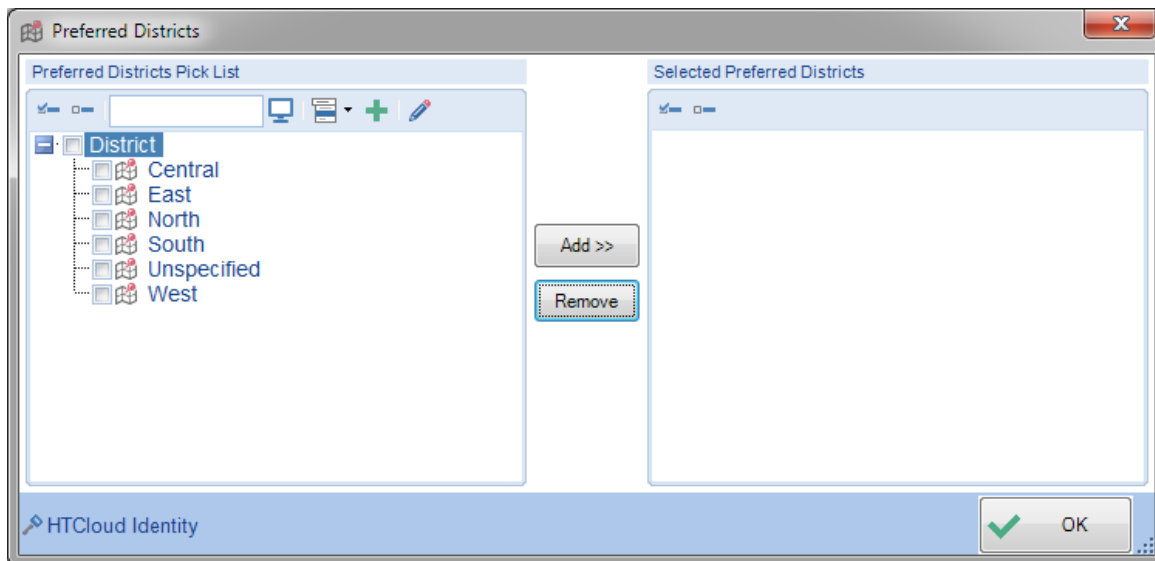 Preferred Districts
Preferred Districts Pick List
Selected Preferred Districts
District
Central
East
North
South
Unspecified
West
Add >>
Remove
HTCloud Identity
OK